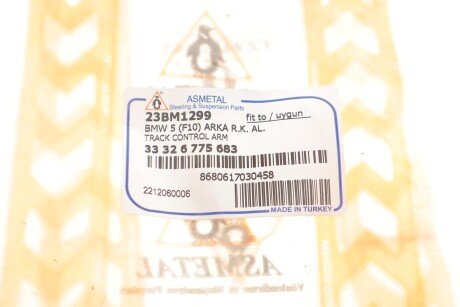 ASMETAL
Steering & Suspension Parts
23BM1299 fit to / uygun
BMW 5 (F10) ARKA R.K. AL.
TRACK CONTROL ARM
33 32 6 775 683
8680617030458
2212060006
MADE IN TURKEY
ASMETAL